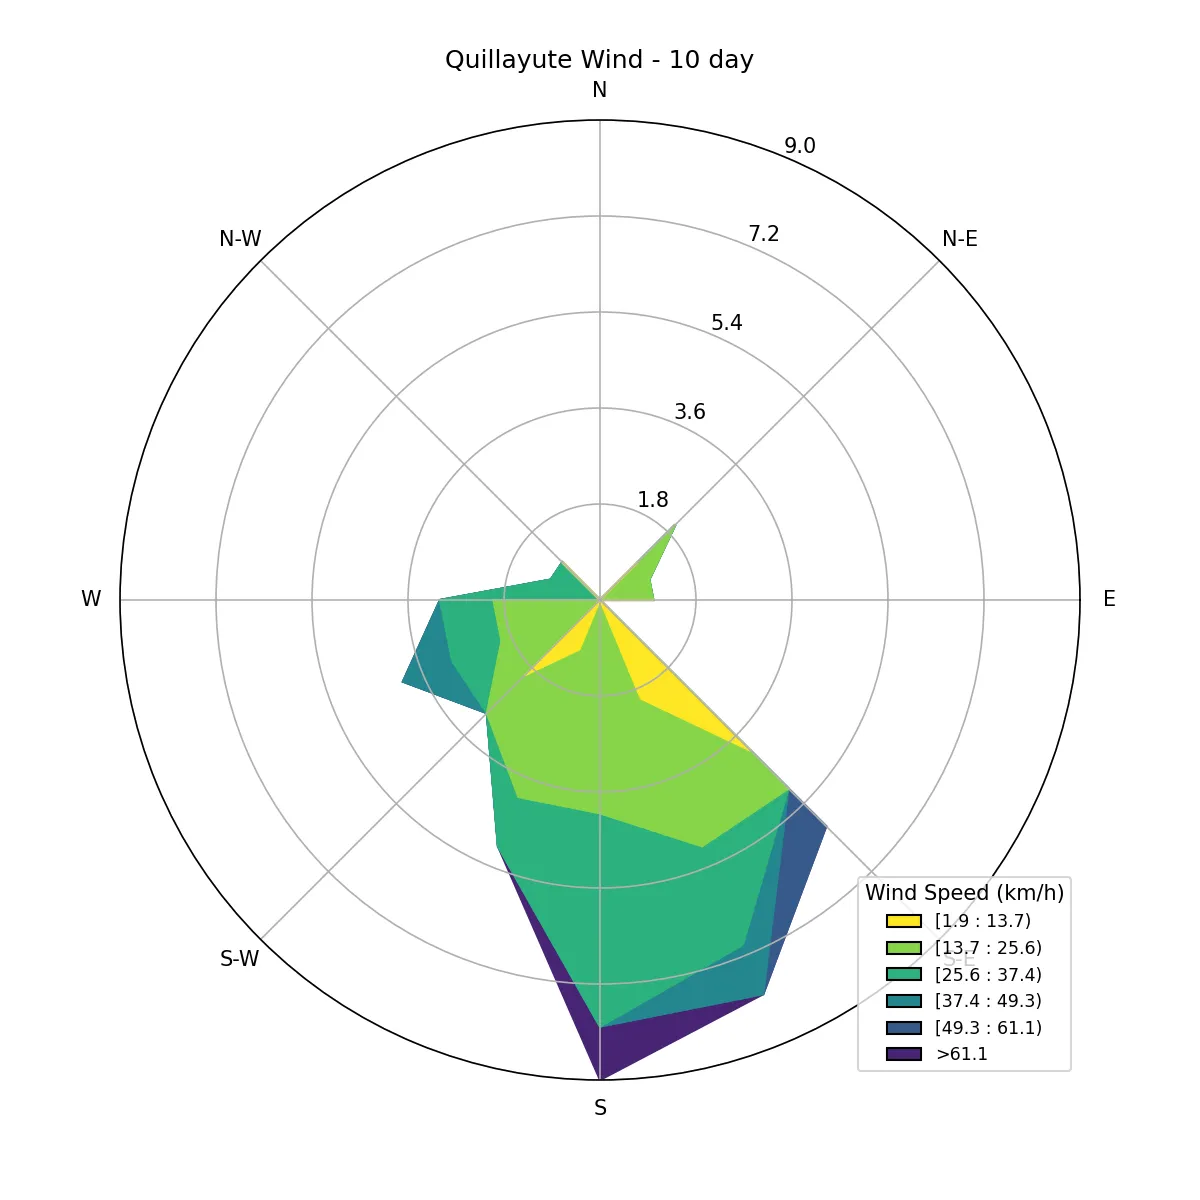 Quillayute Wind - 10 day
N
9.0
N-W
7.2
N-E
5.4
3.6
1.8
W
E
S-W
S-E
S
Wind Speed (km/h)
[1.9 : 13.7)
[13.7 : 25.6)
[25.6 : 37.4)
[37.4 : 49.3)
[49.3 : 61.1)
>61.1